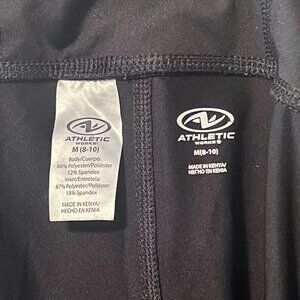 ATHLETIC
WORKS
M (8-10)
Body/Cuerpo:
88% Polyester/Poliéster
12% Spandex
Inset/Entretela:
87% Polyester/Poliéster
13% Spandex
MADE IN KENYA/
HECHO EN KENIA
ATHLETIC
WORKS
M(8-10)
MADE IN KENYA/
HECHO EN KENIA